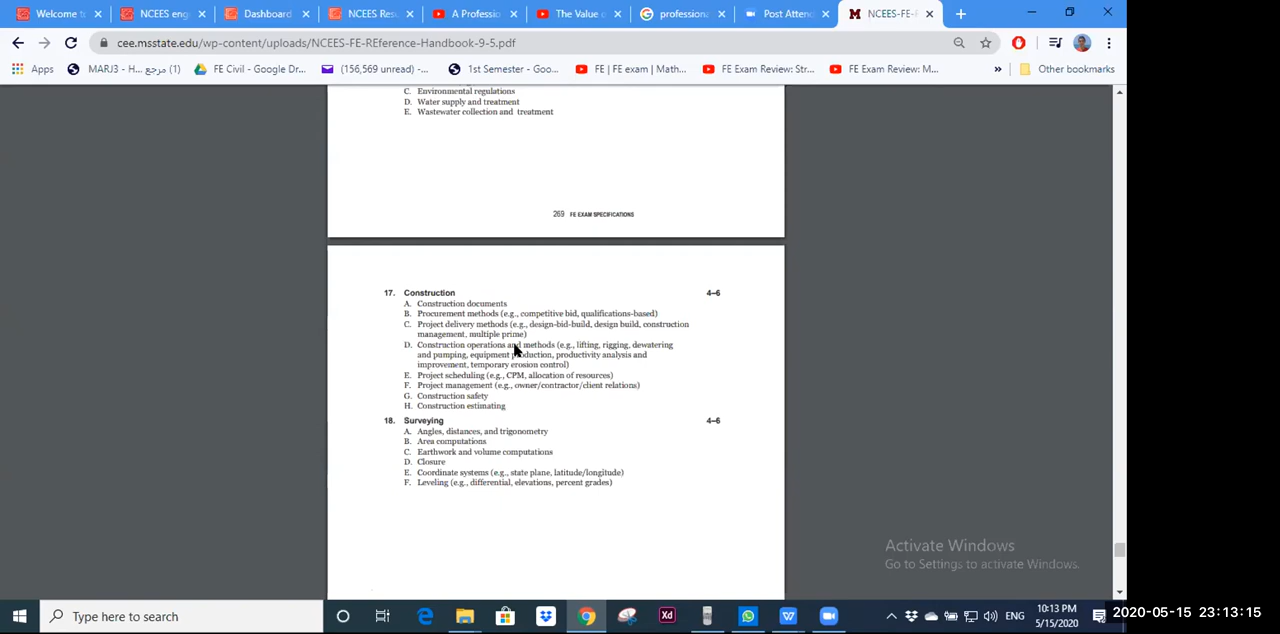 Welcome to
NCEES eng
Dashboard
NCEES Res
A Professio
The Value o
professiona
Post Attend
NCEES-FE-R
cee.msstate.edu/wp-content/uploads/NCEES-FE-REference-Handbook-9-5.pdf
Apps
MARJ3 - H... مرجع (1)
FE Civil - Google Dr...
(156,569 unread) -...
1st Semester - Goo...
FE | FE exam | Math...
FE Exam Review: Str...
FE Exam Review: M...
»
Other bookmarks
C. Environmental regulations
D. Water supply and treatment
E. Wastewater collection and treatment
269 FE EXAM SPECIFICATIONS
17. Construction 4–6
A. Construction documents
B. Procurement methods (e.g., competitive bid, qualifications-based)
C. Project delivery methods (e.g., design-bid-build, design build, construction
management, multiple prime)
D. Construction operations and methods (e.g., lifting, rigging, dewatering
and pumping, equipment production, productivity analysis and
improvement, temporary erosion control)
E. Project scheduling (e.g., CPM, allocation of resources)
F. Project management (e.g., owner/contractor/client relations)
G. Construction safety
H. Construction estimating
18. Surveying 4–6
A. Angles, distances, and trigonometry
B. Area computations
C. Earthwork and volume computations
D. Closure
E. Coordinate systems (e.g., state plane, latitude/longitude)
F. Leveling (e.g., differential, elevations, percent grades)
Activate Windows
Go to Settings to activate Windows.
Type here to search
Xd
ENG
10:13 PM
5/15/2020
2020-05-15 23:13:15